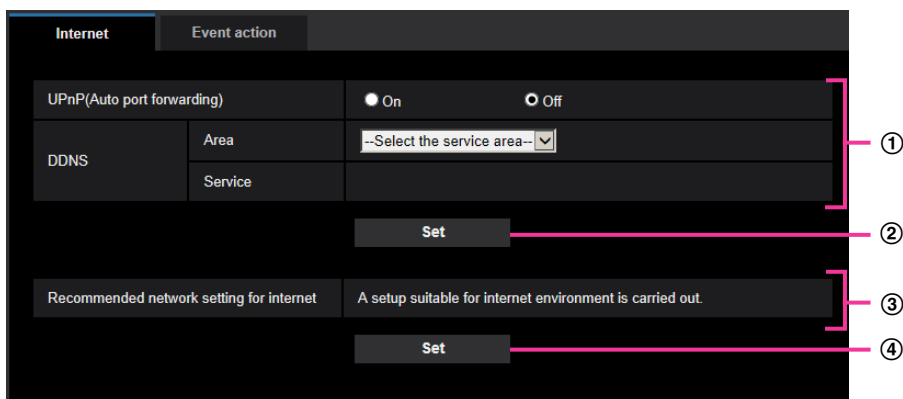 Internet Event action
UPnP(Auto port forwarding) On Off
DDNS Area --Select the service area--
Service
①
Set ②
Recommended network setting for internet A setup suitable for internet environment is carried out. ③
Set ④